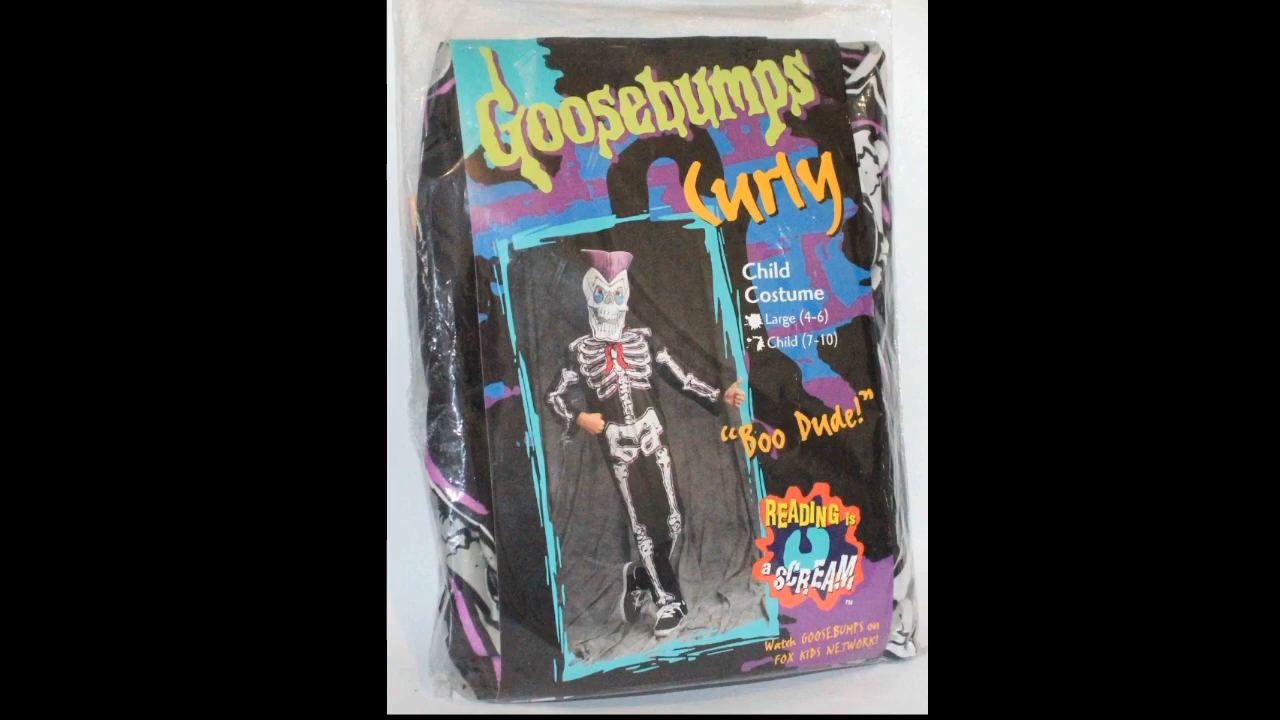 Goosebumps
Curly
Child
Costume
Large (4-6)
Child (7-10)
"Boo Dude!"
READING is
a SCREAM
TM
Watch GOOSEBUMPS on
FOX KIDS NETWORK!